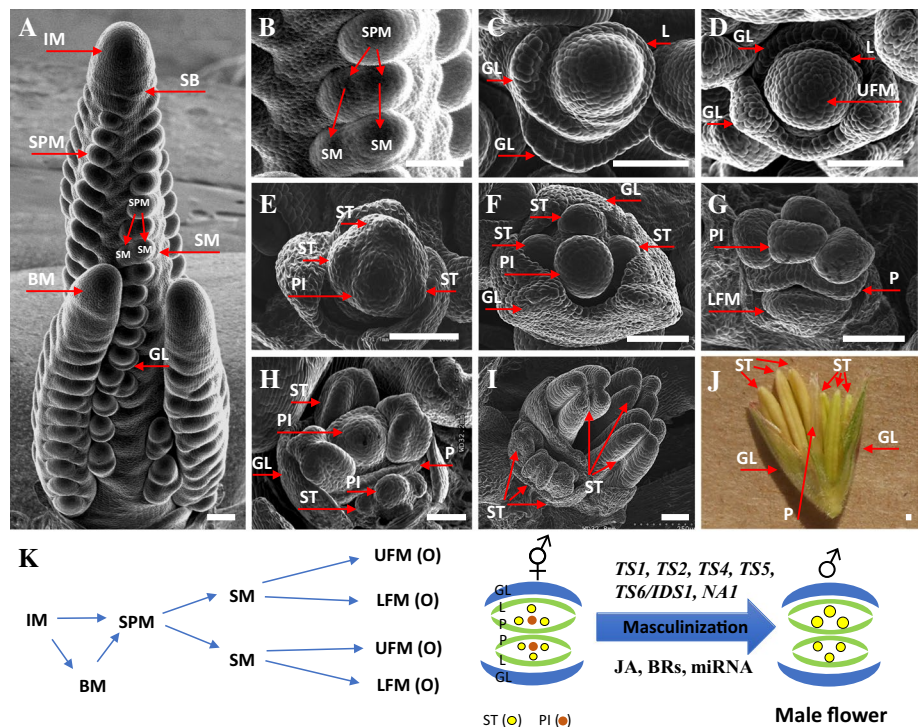 A
IM
SB
SPM
SPM
SM
SM
SM
BM
GL
B
SPM
SM
SM
C
L
GL
GL
D
GL
L
UFM
GL
E
ST
ST
PI
ST
F
GL
ST
ST
ST
PI
GL
G
PI
P
LFM
H
ST
PI
GL
P
PI
ST
I
ST
ST
J
ST
ST
GL
GL
P
K
IM
BM
SPM
SM
SM
UFM (O)
LFM (O)
UFM (O)
LFM (O)
⚥
GL
L
P
P
L
GL
ST ( ) PI ( )
TS1, TS2, TS4, TS5,
TS6/IDS1, NA1
Masculinization
JA, BRs, miRNA
♂
Male flower